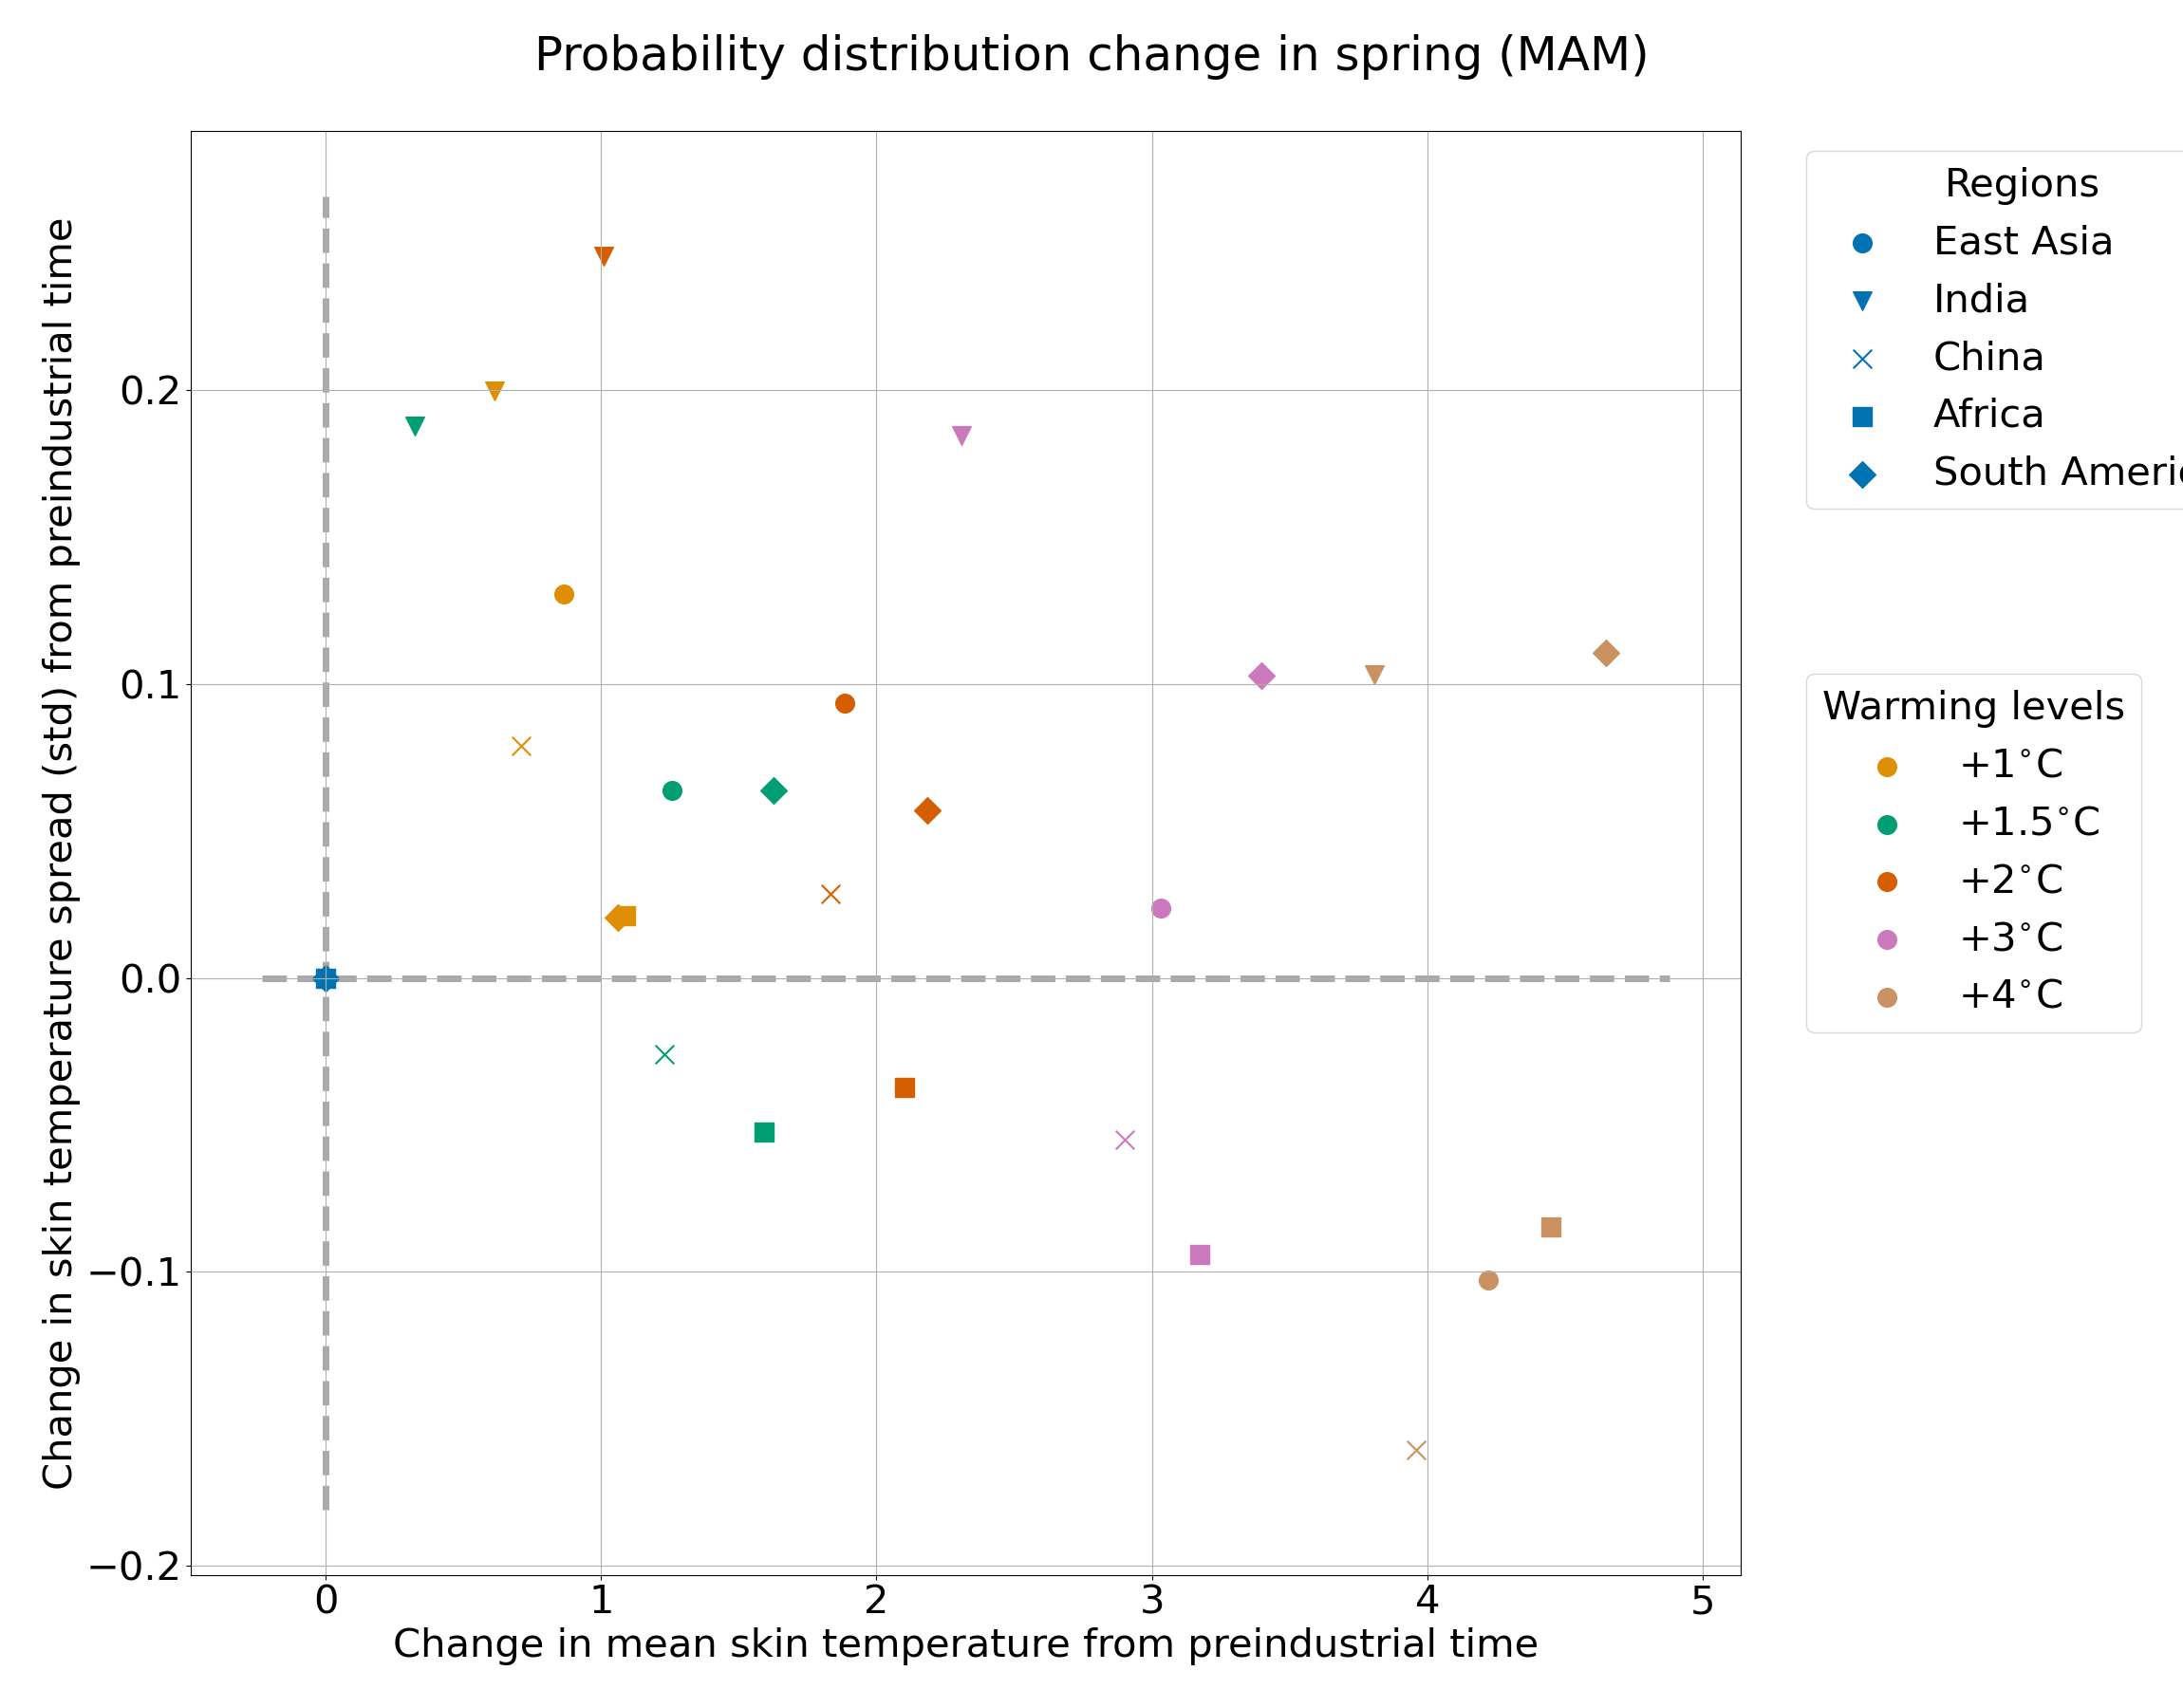 Probability distribution change in spring (MAM)
Change in skin temperature spread (std) from preindustrial time
0.2
0.1
0.0
−0.1
−0.2
0
1
2
3
4
5
Change in mean skin temperature from preindustrial time
Regions
East Asia
India
China
Africa
South Ameri
Warming levels
+1°C
+1.5°C
+2°C
+3°C
+4°C